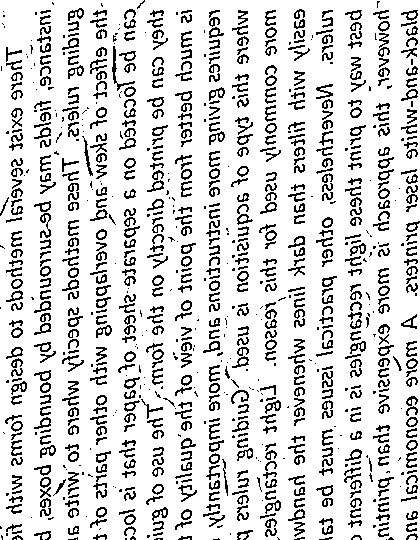 There exist several methods to design forms with fi
instance, fields may be surrounded by bounding boxes, b
guiding rulers. These methods specify where to write a
the effect of skew and overlapping with other parts of
can be located on a separate sheet of paper that is loc
they can be printed directly on the form. The use of gu
is much better from the point of view of the quality of t
requires giving more instructions and, more importantly,
where this type of acquisition is used. Guiding rulers p
more commonly used for this reason. Light rectangles
easily with filters than dark lines whenever the handw
rulers. Nevertheless, other practical issues must be ta
best way to print these light rectangles is in a different c
however, this approach is more expensive than printin
black-and-white laser printers. A more economical an